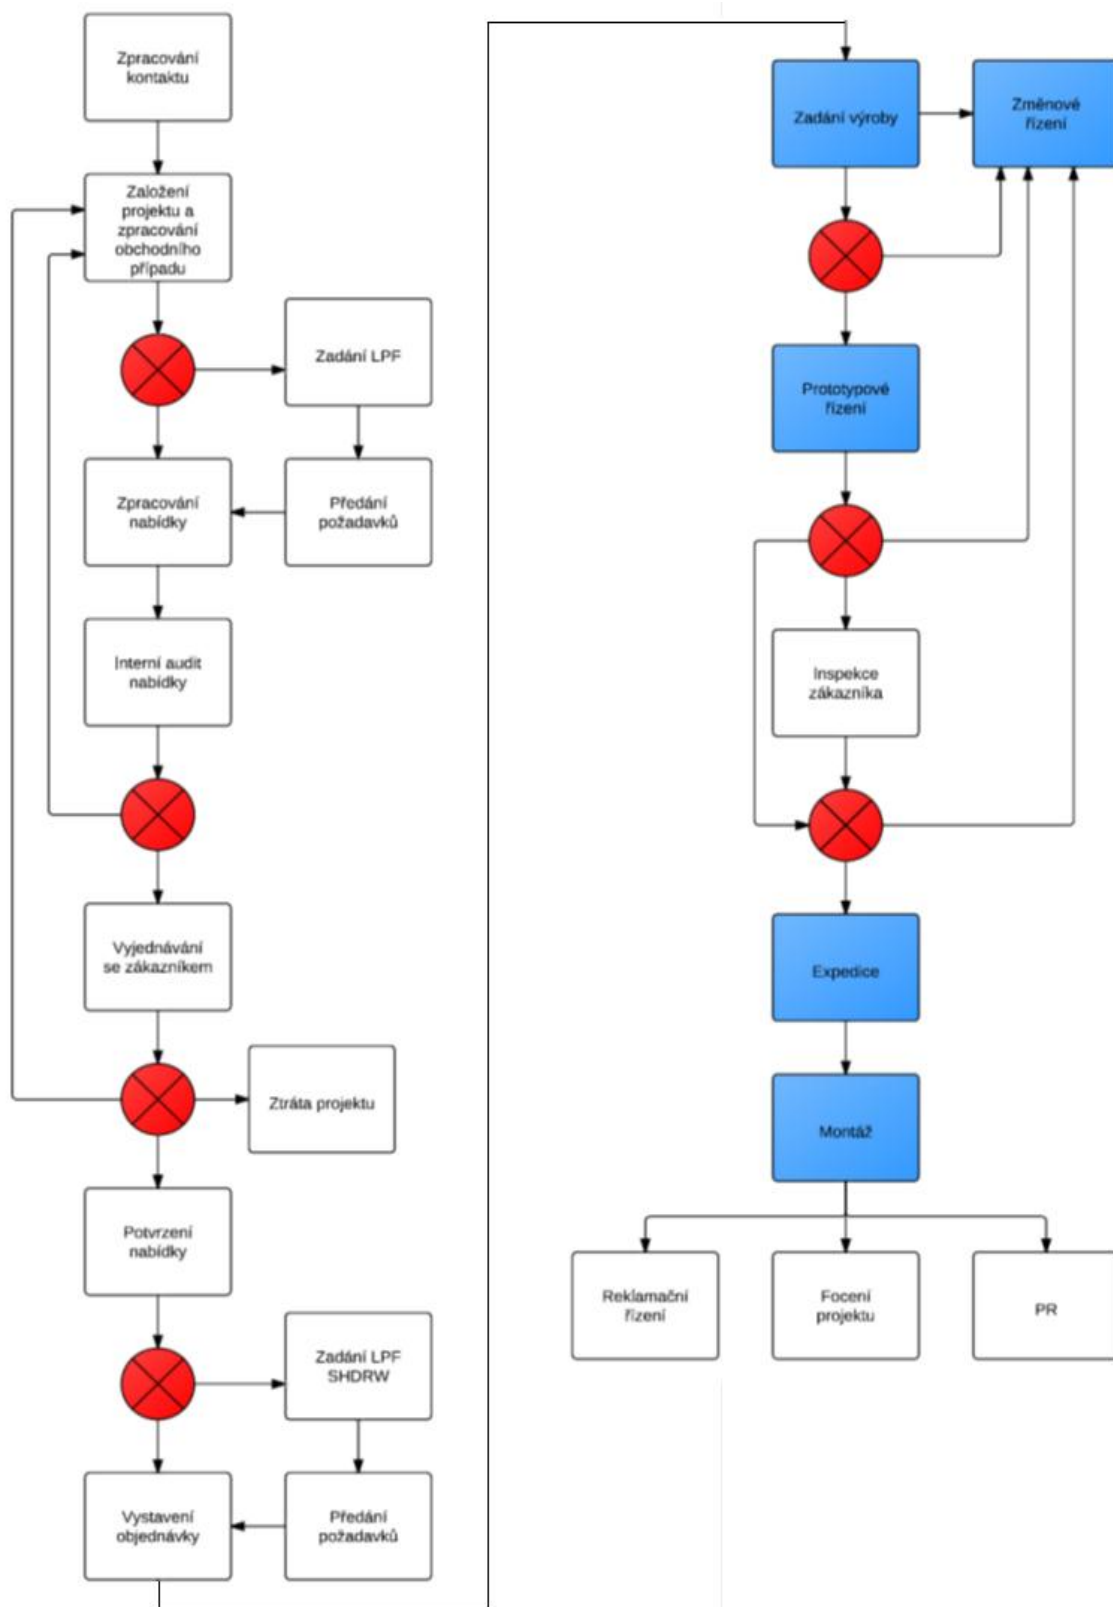 Zpracování
kontaktu
Založení
projektu a
zpracování
obchodního
případu
Zadání LPF
Zpracování
nabídky
Předání
požadavků
Interní audit
nabídky
Vyjednávání
se zákazníkem
Ztráta projektu
Potvrzení
nabídky
Zadání LPF
SHDRW
Vystavení
objednávky
Předání
požadavků
Zadání výroby
Změnové
řízení
Prototypové
řízení
Inspekce
zákazníka
Expedice
Montáž
Reklamační
řízení
Focení
projektu
PR